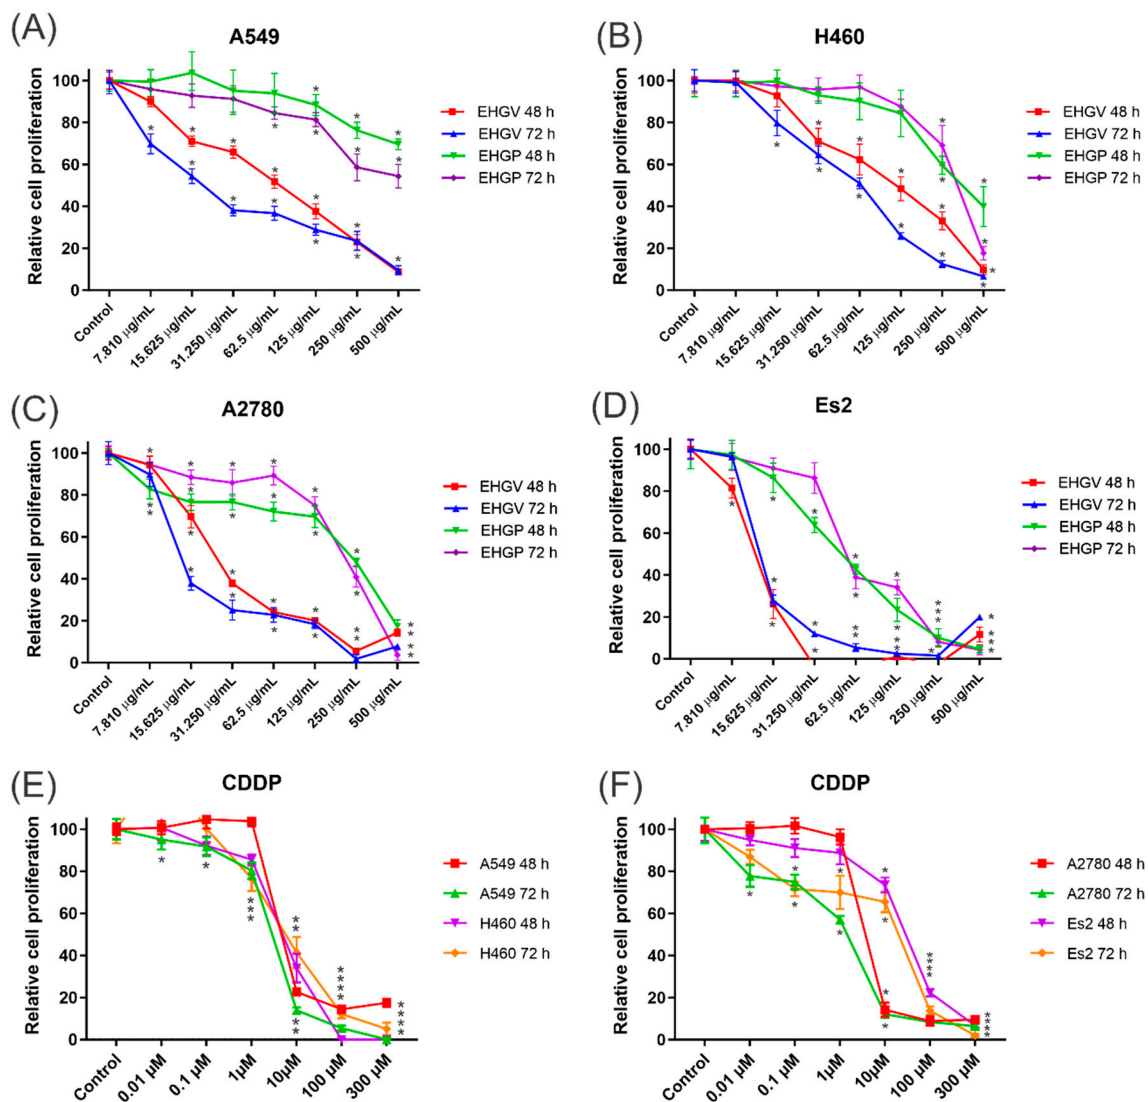 (A)
A549
Relative cell proliferation
100
80
60
40
20
0
Control
7.810 µg/mL
15.625 µg/mL
31.250 µg/mL
62.5 µg/mL
125 µg/mL
250 µg/mL
500 µg/mL
EHGV 48 h
EHGV 72 h
EHGP 48 h
EHGP 72 h
(B)
H460
Relative cell proliferation
100
80
60
40
20
0
Control
7.810 µg/mL
15.625 µg/mL
31.250 µg/mL
62.5 µg/mL
125 µg/mL
250 µg/mL
500 µg/mL
EHGV 48 h
EHGV 72 h
EHGP 48 h
EHGP 72 h
(C)
A2780
Relative cell proliferation
100
80
60
40
20
0
Control
7.810 µg/mL
15.625 µg/mL
31.250 µg/mL
62.5 µg/mL
125 µg/mL
250 µg/mL
500 µg/mL
EHGV 48 h
EHGV 72 h
EHGP 48 h
EHGP 72 h
(D)
Es2
Relative cell proliferation
100
80
60
40
20
0
Control
7.810 µg/mL
15.625 µg/mL
31.250 µg/mL
62.5 µg/mL
125 µg/mL
250 µg/mL
500 µg/mL
EHGV 48 h
EHGV 72 h
EHGP 48 h
EHGP 72 h
(E)
CDDP
Relative cell proliferation
100
80
60
40
20
0
Control
0.01 µM
0.1 µM
1µM
10µM
100 µM
300 µM
A549 48 h
A549 72 h
H460 48 h
H460 72 h
(F)
CDDP
Relative cell proliferation
100
80
60
40
20
0
Control
0.01 µM
0.1 µM
1µM
10µM
100 µM
300 µM
A2780 48 h
A2780 72 h
Es2 48 h
Es2 72 h